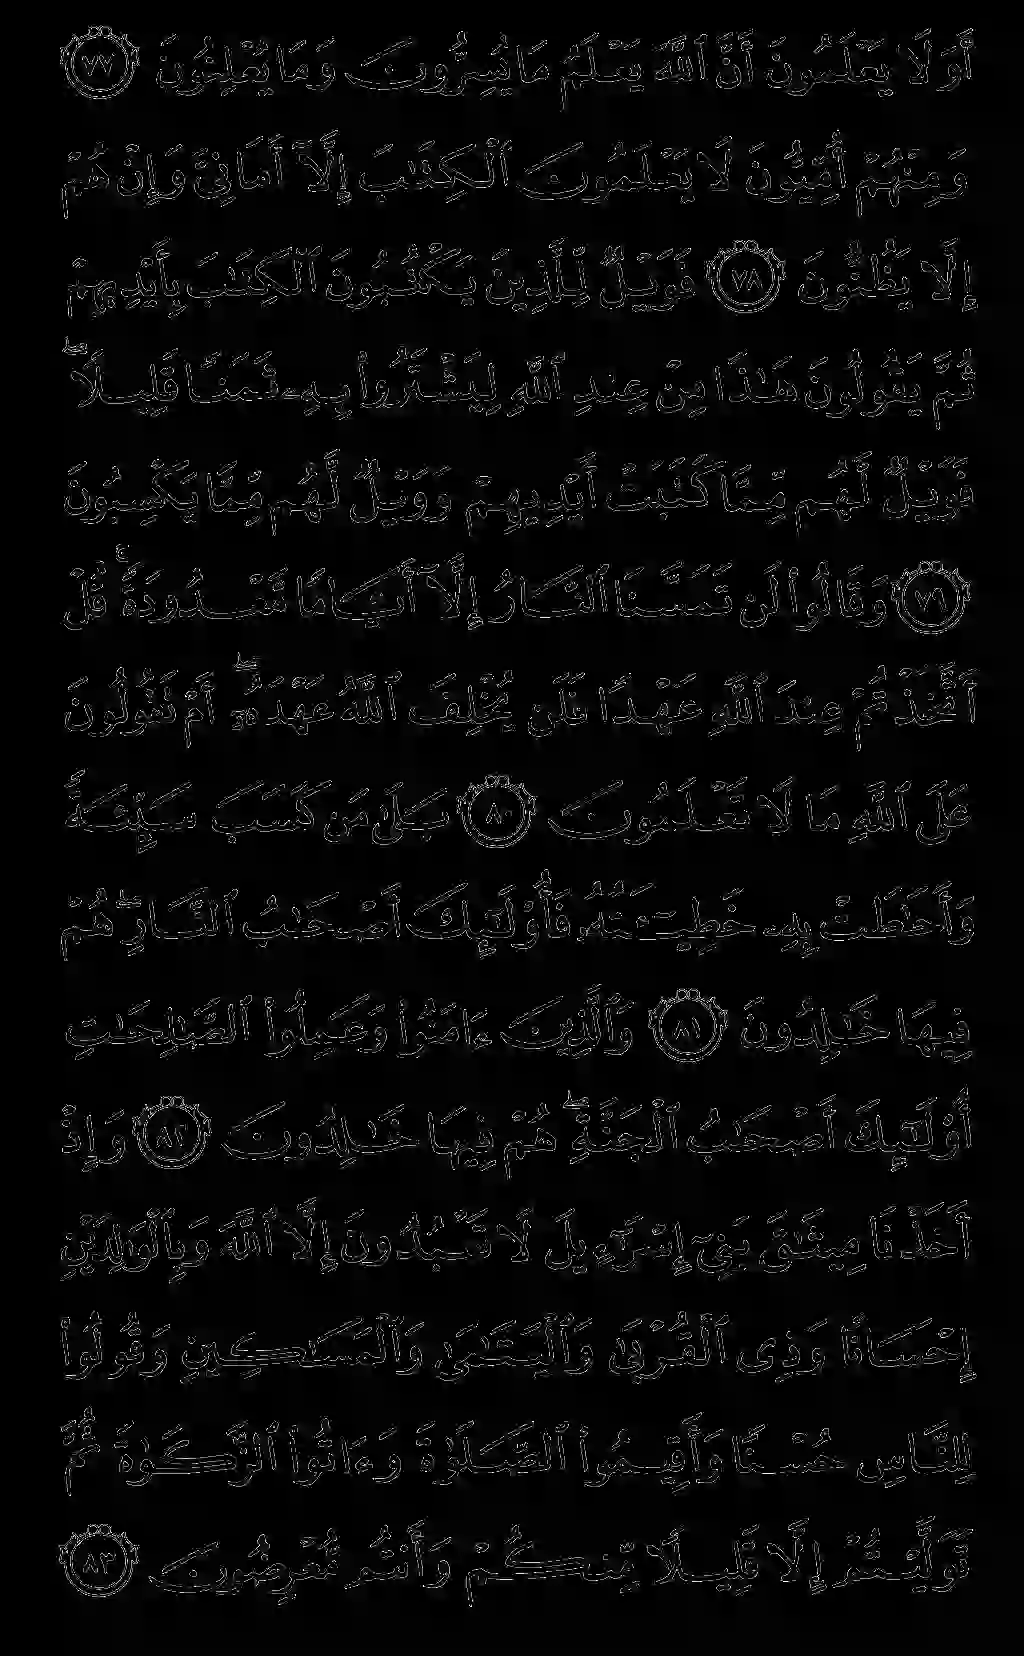 أَوَلَا يَعْلَمُونَ أَنَّ ٱللَّهَ يَعْلَمُ مَا يُسِرُّونَ وَمَا يُعْلِنُونَ ٧٧
وَمِنْهُمْ أُمِّيُّونَ لَا يَعْلَمُونَ ٱلْكِتَٰبَ إِلَّآ أَمَانِىَّ وَإِنْ هُمْ
إِلَّا يَظُنُّونَ ٧٨ فَوَيْلٌ لِّلَّذِينَ يَكْتُبُونَ ٱلْكِتَٰبَ بِأَيْدِيهِمْ
ثُمَّ يَقُولُونَ هَٰذَا مِنْ عِندِ ٱللَّهِ لِيَشْتَرُوا۟ بِهِۦ ثَمَنًا قَلِيلًا ۖ
فَوَيْلٌ لَّهُم مِّمَّا كَتَبَتْ أَيْدِيهِمْ وَوَيْلٌ لَّهُم مِّمَّا يَكْسِبُونَ
٧٩ وَقَالُوا۟ لَن تَمَسَّنَا ٱلنَّارُ إِلَّآ أَيَّامًا مَّعْدُودَةً ۚ قُلْ
أَتَّخَذْتُمْ عِندَ ٱللَّهِ عَهْدًا فَلَن يُخْلِفَ ٱللَّهُ عَهْدَهُۥٓ ۖ أَمْ تَقُولُونَ
عَلَى ٱللَّهِ مَا لَا تَعْلَمُونَ ٨٠ بَلَىٰ مَن كَسَبَ سَيِّئَةً
وَأَحَٰطَتْ بِهِۦ خَطِيٓـَٔتُهُۥ فَأُو۟لَٰٓئِكَ أَصْحَٰبُ ٱلنَّارِ ۖ هُمْ
فِيهَا خَٰلِدُونَ ٨١ وَٱلَّذِينَ ءَامَنُوا۟ وَعَمِلُوا۟ ٱلصَّٰلِحَٰتِ
أُو۟لَٰٓئِكَ أَصْحَٰبُ ٱلْجَنَّةِ ۖ هُمْ فِيهَا خَٰلِدُونَ ٨٢ وَإِذْ
أَخَذْنَا مِيثَٰقَ بَنِىٓ إِسْرَٰٓءِيلَ لَا تَعْبُدُونَ إِلَّا ٱللَّهَ وَبِٱلْوَٰلِدَيْنِ
إِحْسَانًا وَذِى ٱلْقُرْبَىٰ وَٱلْيَتَٰمَىٰ وَٱلْمَسَٰكِينِ وَقُولُوا۟
لِلنَّاسِ حُسْنًا وَأَقِيمُوا۟ ٱلصَّلَوٰةَ وَءَاتُوا۟ ٱلزَّكَوٰةَ ثُمَّ
تَوَلَّيْتُمْ إِلَّا قَلِيلًا مِّنكُمْ وَأَنتُم مُّعْرِضُونَ ٨٣